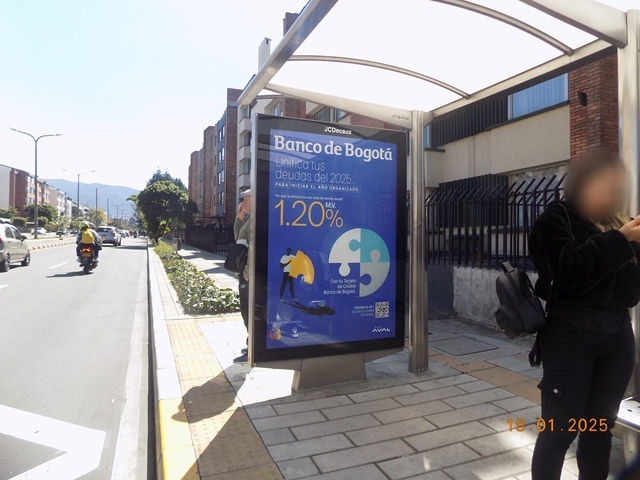 JCDecaux
Banco de Bogotá
Unifica tus
deudas del 2025
PARA INICIAR EL AÑO ORGANIZADO.
1.20%
M.V.
Con tu Tarjeta
de Crédito
Banco de Bogotá
AVAL
18.01.2025